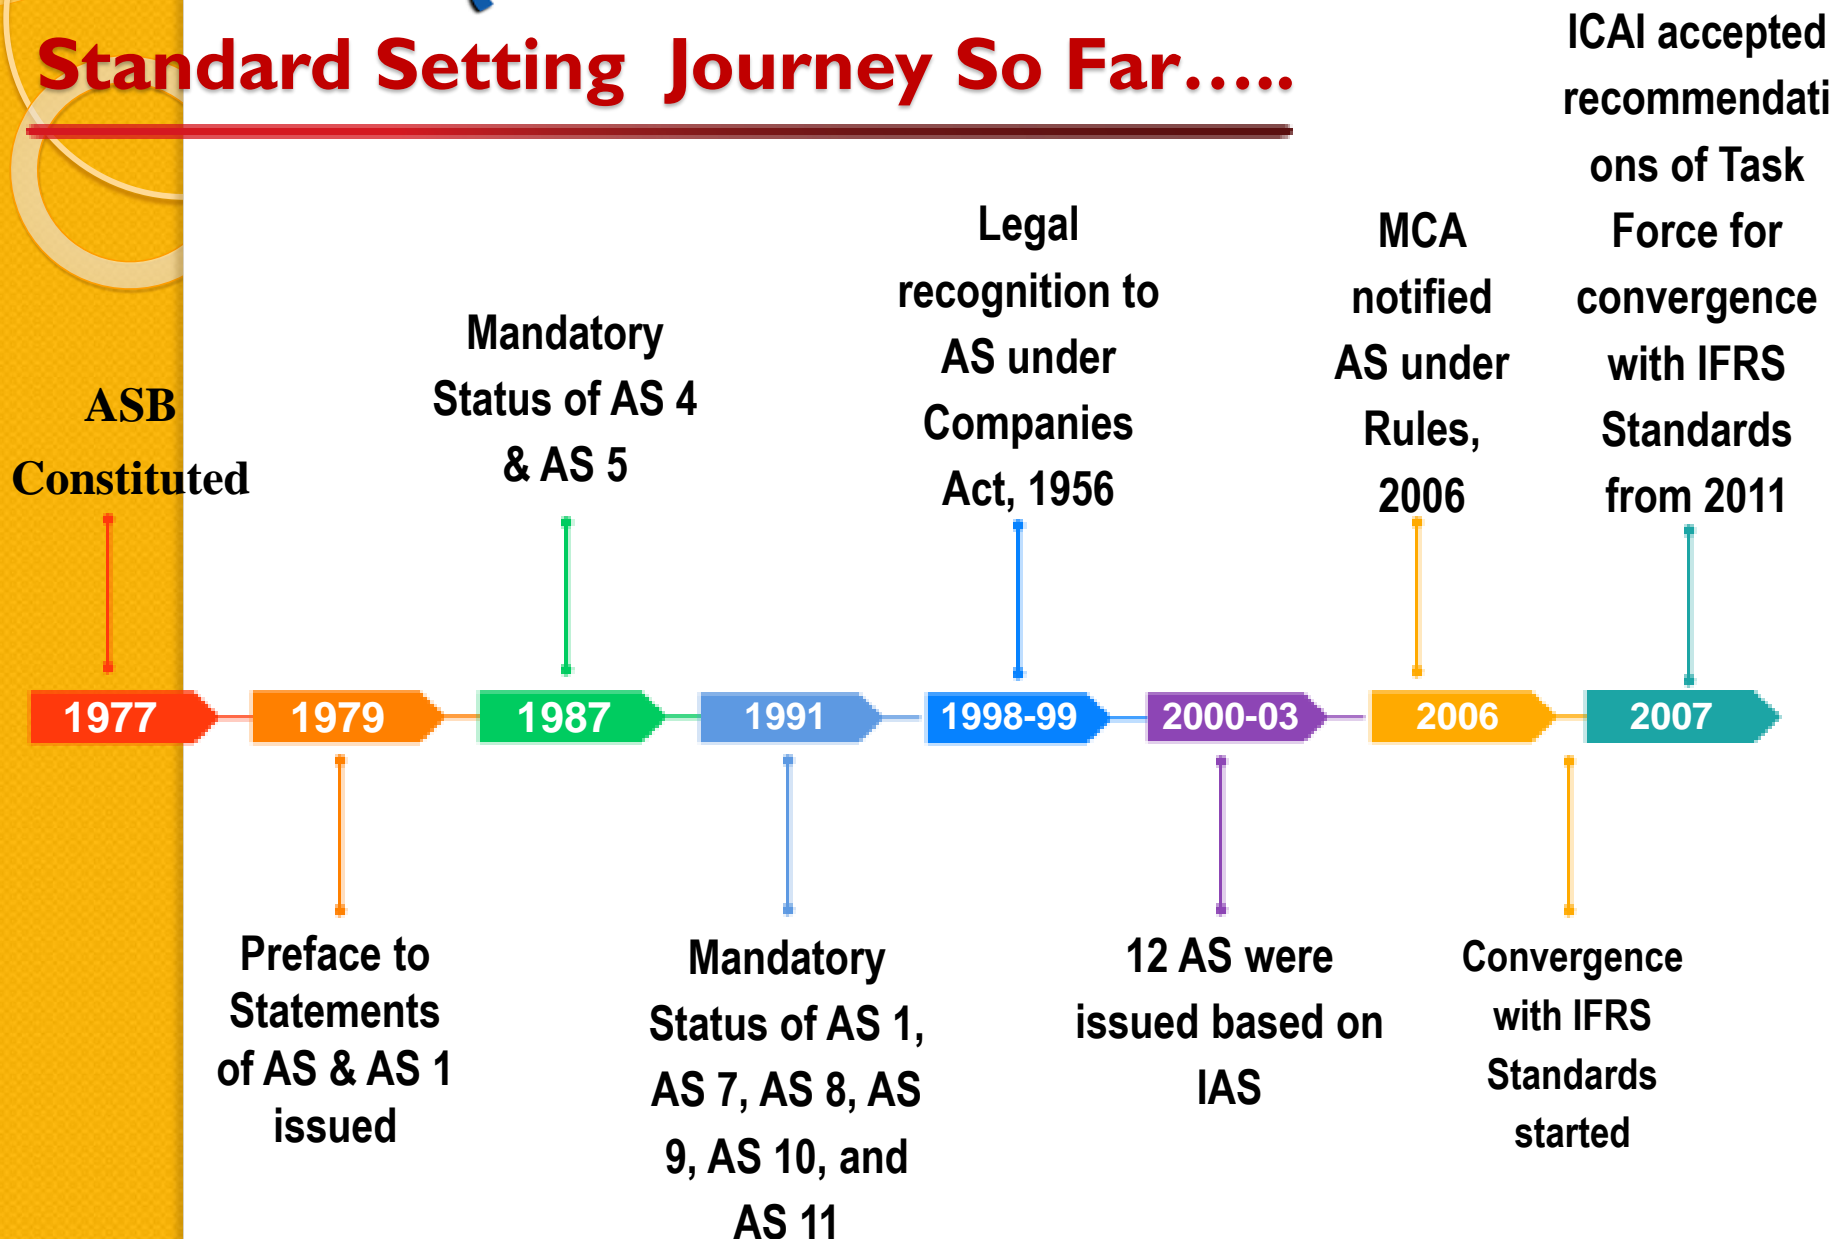 Standard Setting Journey So Far.....
ASB
Constituted
Mandatory
Status of AS 4
& AS 5
Legal
recognition to
AS under
Companies
Act, 1956
MCA
notified
AS under
Rules,
2006
ICAI accepted
recommendati
ons of Task
Force for
convergence
with IFRS
Standards
from 2011
1977
1979
1987
1991
1998-99
2000-03
2006
2007
Preface to
Statements
of AS & AS 1
issued
Mandatory
Status of AS 1,
AS 7, AS 8, AS
9, AS 10, and
AS 11
12 AS were
issued based on
IAS
Convergence
with IFRS
Standards
started